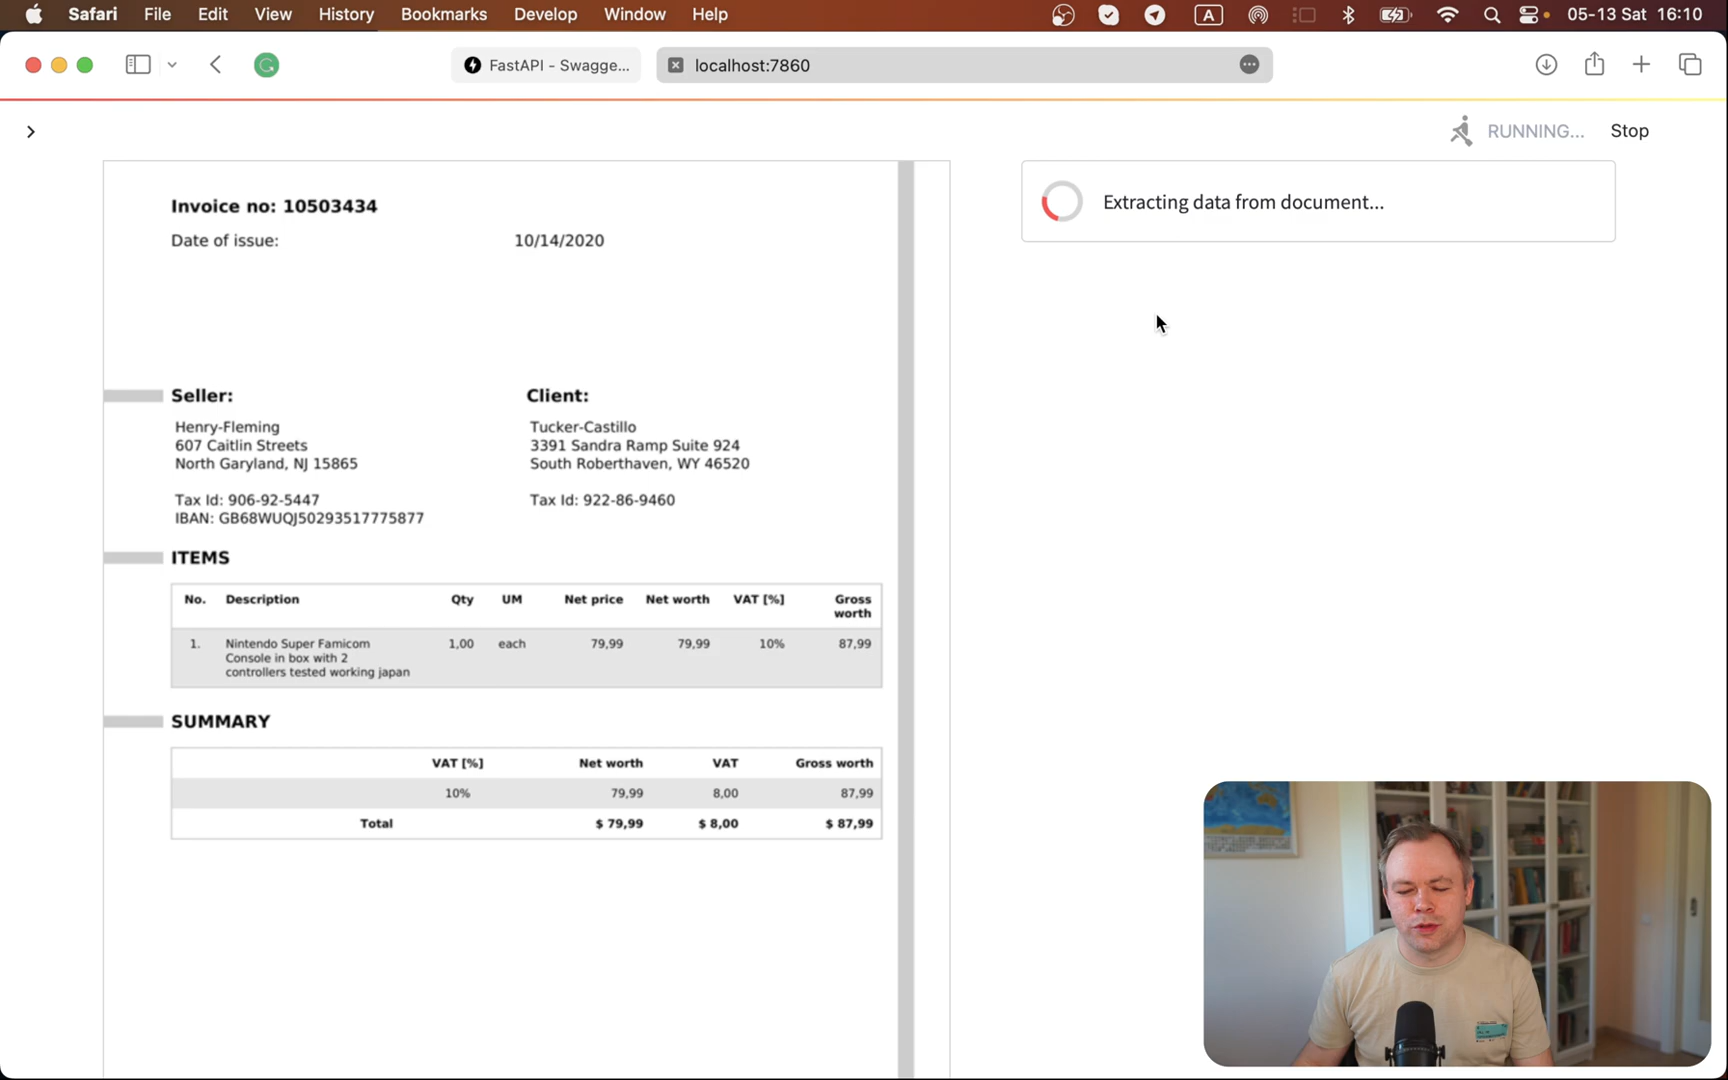 Safari File Edit View History Bookmarks Develop Window Help A 05-13 Sat 16:10
FastAPI - Swagge... localhost:7860
RUNNING... Stop
Extracting data from document...
Invoice no: 10503434
Date of issue: 10/14/2020
Seller: Client:
Henry-Fleming Tucker-Castillo
607 Caitlin Streets 3391 Sandra Ramp Suite 924
North Garyland, NJ 15865 South Roberthaven, WY 46520
Tax Id: 906-92-5447 Tax Id: 922-86-9460
IBAN: GB68WUQJ50293517775877
ITEMS
No. Description Qty UM Net price Net worth VAT [%] Gross
worth
1. Nintendo Super Famicom 1,00 each 79,99 79,99 10% 87,99
Console in box with 2
controllers tested working japan
SUMMARY
VAT [%] Net worth VAT Gross worth
10% 79,99 8,00 87,99
Total $ 79,99 $ 8,00 $ 87,99